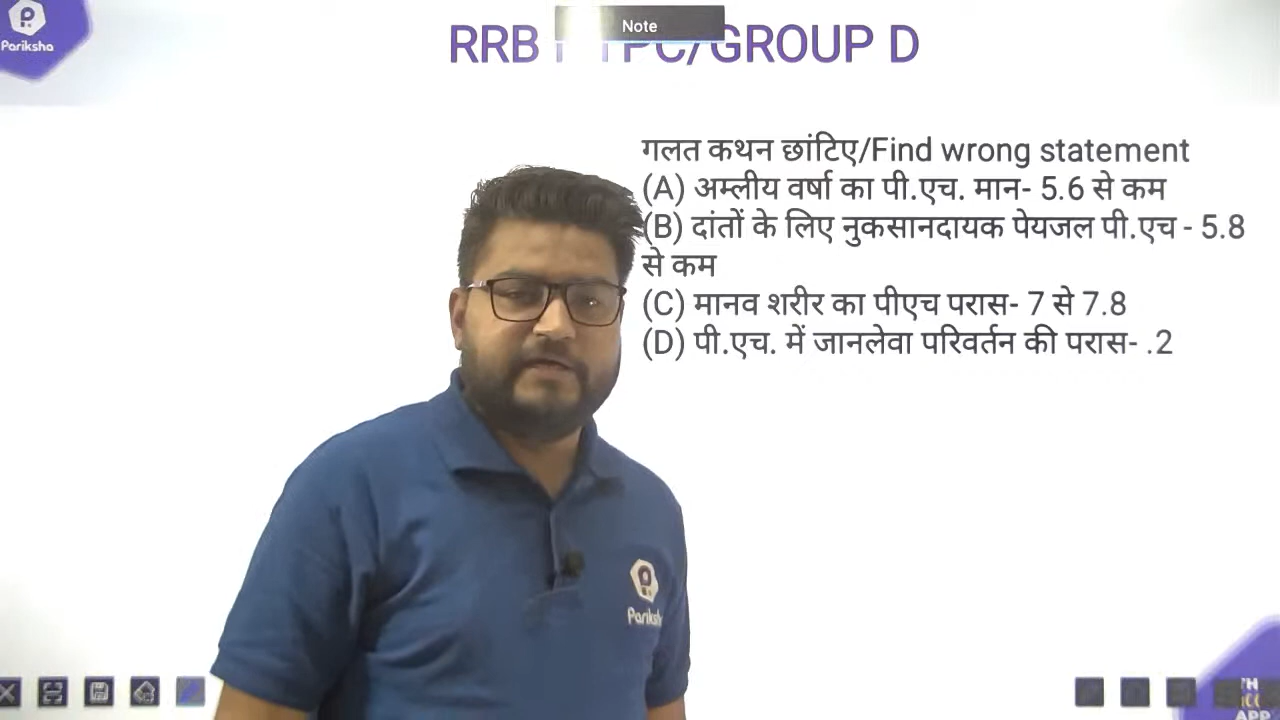 Pariksha
Note
RRB NTPC/GROUP D
गलत कथन छांटिए/Find wrong statement
(A) अम्लीय वर्षा का पी.एच. मान- 5.6 से कम
(B) दांतों के लिए नुकसानदायक पेयजल पी.एच - 5.8
से कम
(C) मानव शरीर का पीएच परास- 7 से 7.8
(D) पी.एच. में जानलेवा परिवर्तन की परास- .2
Pariksha
APP